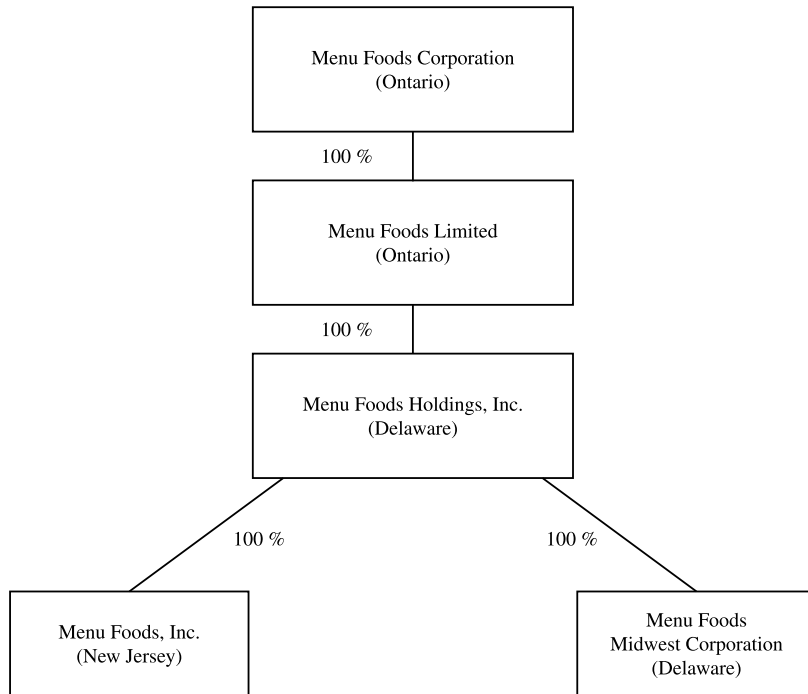 Menu Foods Corporation
(Ontario)
100 %
Menu Foods Limited
(Ontario)
100 %
Menu Foods Holdings, Inc.
(Delaware)
100 %
100 %
Menu Foods, Inc.
(New Jersey)
Menu Foods
Midwest Corporation
(Delaware)